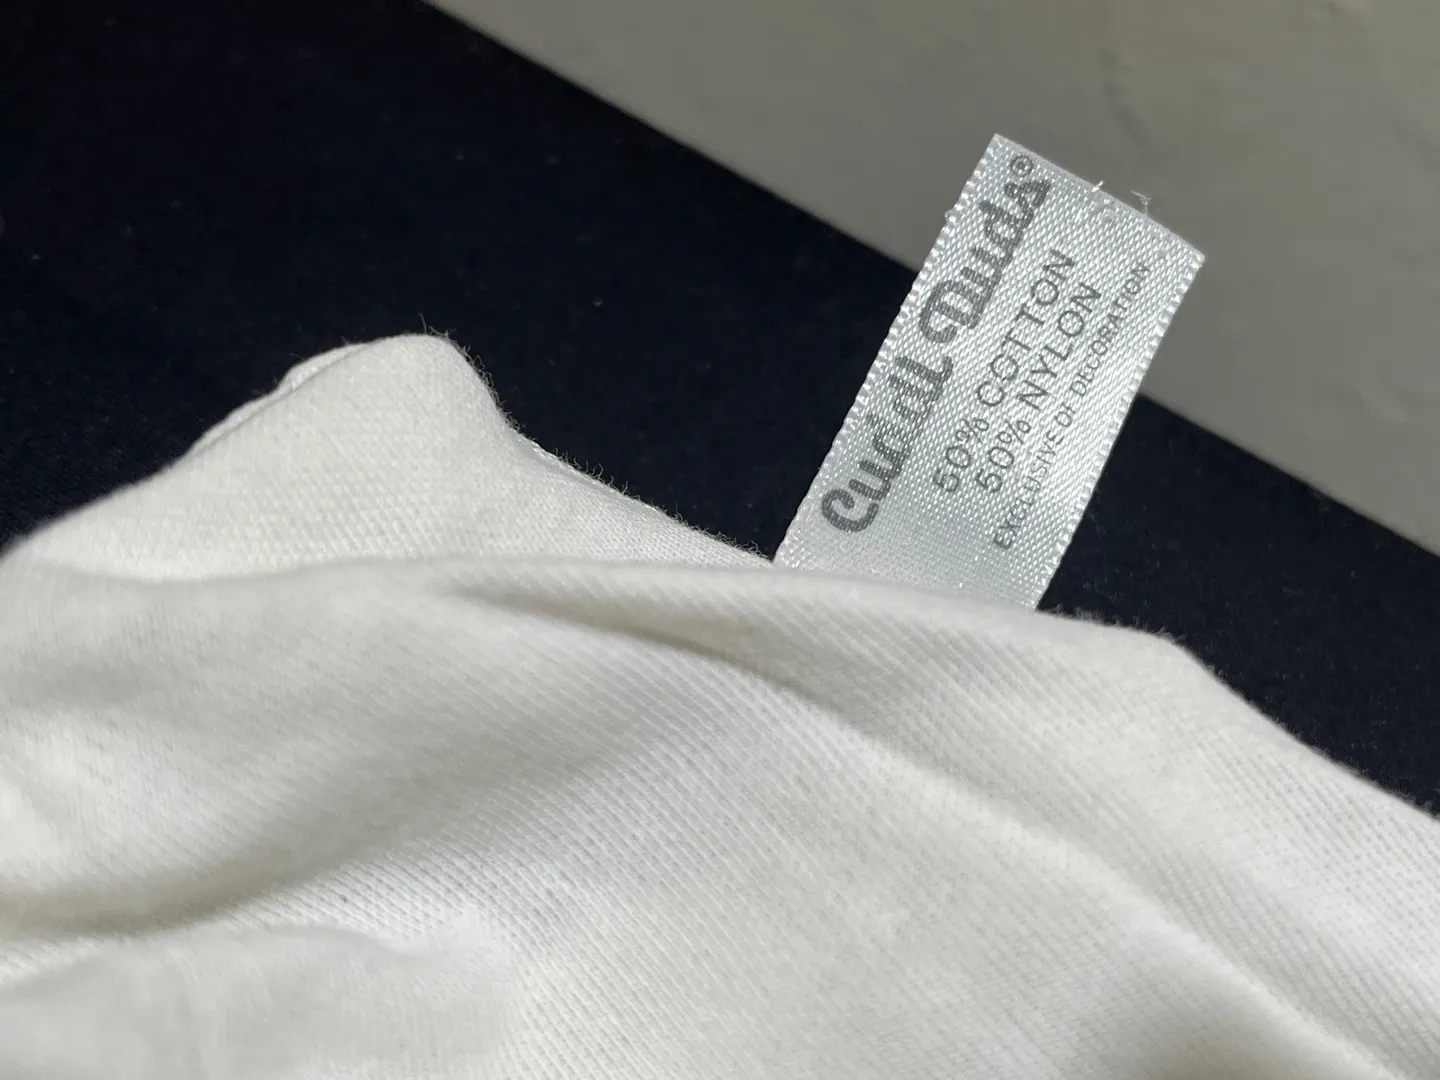 Cuddl Duds®
50% COTTON
50% NYLON
EXCLUSIVE OF DECORATION